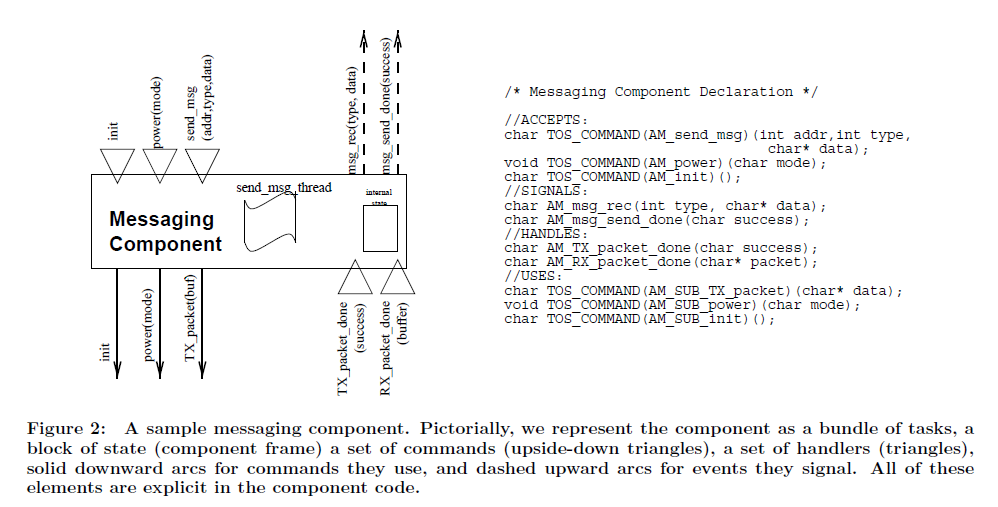 init
power(mode)
send_msg
(addr,type,data)
msg_rec(type, data)
msg_send_done(success)
send_msg_thread
internal
state
Messaging
Component
init
power(mode)
TX_packet(buf)
TX_packet_done
(success)
RX_packet_done
(buffer)
/* Messaging Component Declaration */
//ACCEPTS:
char TOS_COMMAND(AM_send_msg)(int addr,int type,
char* data);
void TOS_COMMAND(AM_power)(char mode);
char TOS_COMMAND(AM_init)();
//SIGNALS:
char AM_msg_rec(int type, char* data);
char AM_msg_send_done(char success);
//HANDLES:
char AM_TX_packet_done(char success);
char AM_RX_packet_done(char* packet);
//USES:
char TOS_COMMAND(AM_SUB_TX_packet)(char* data);
void TOS_COMMAND(AM_SUB_power)(char mode);
char TOS_COMMAND(AM_SUB_init)();
Figure 2: A sample messaging component. Pictorially, we represent the component as a bundle of tasks, a
block of state (component frame) a set of commands (upside-down triangles), a set of handlers (triangles),
solid downward arcs for commands they use, and dashed upward arcs for events they signal. All of these
elements are explicit in the component code.